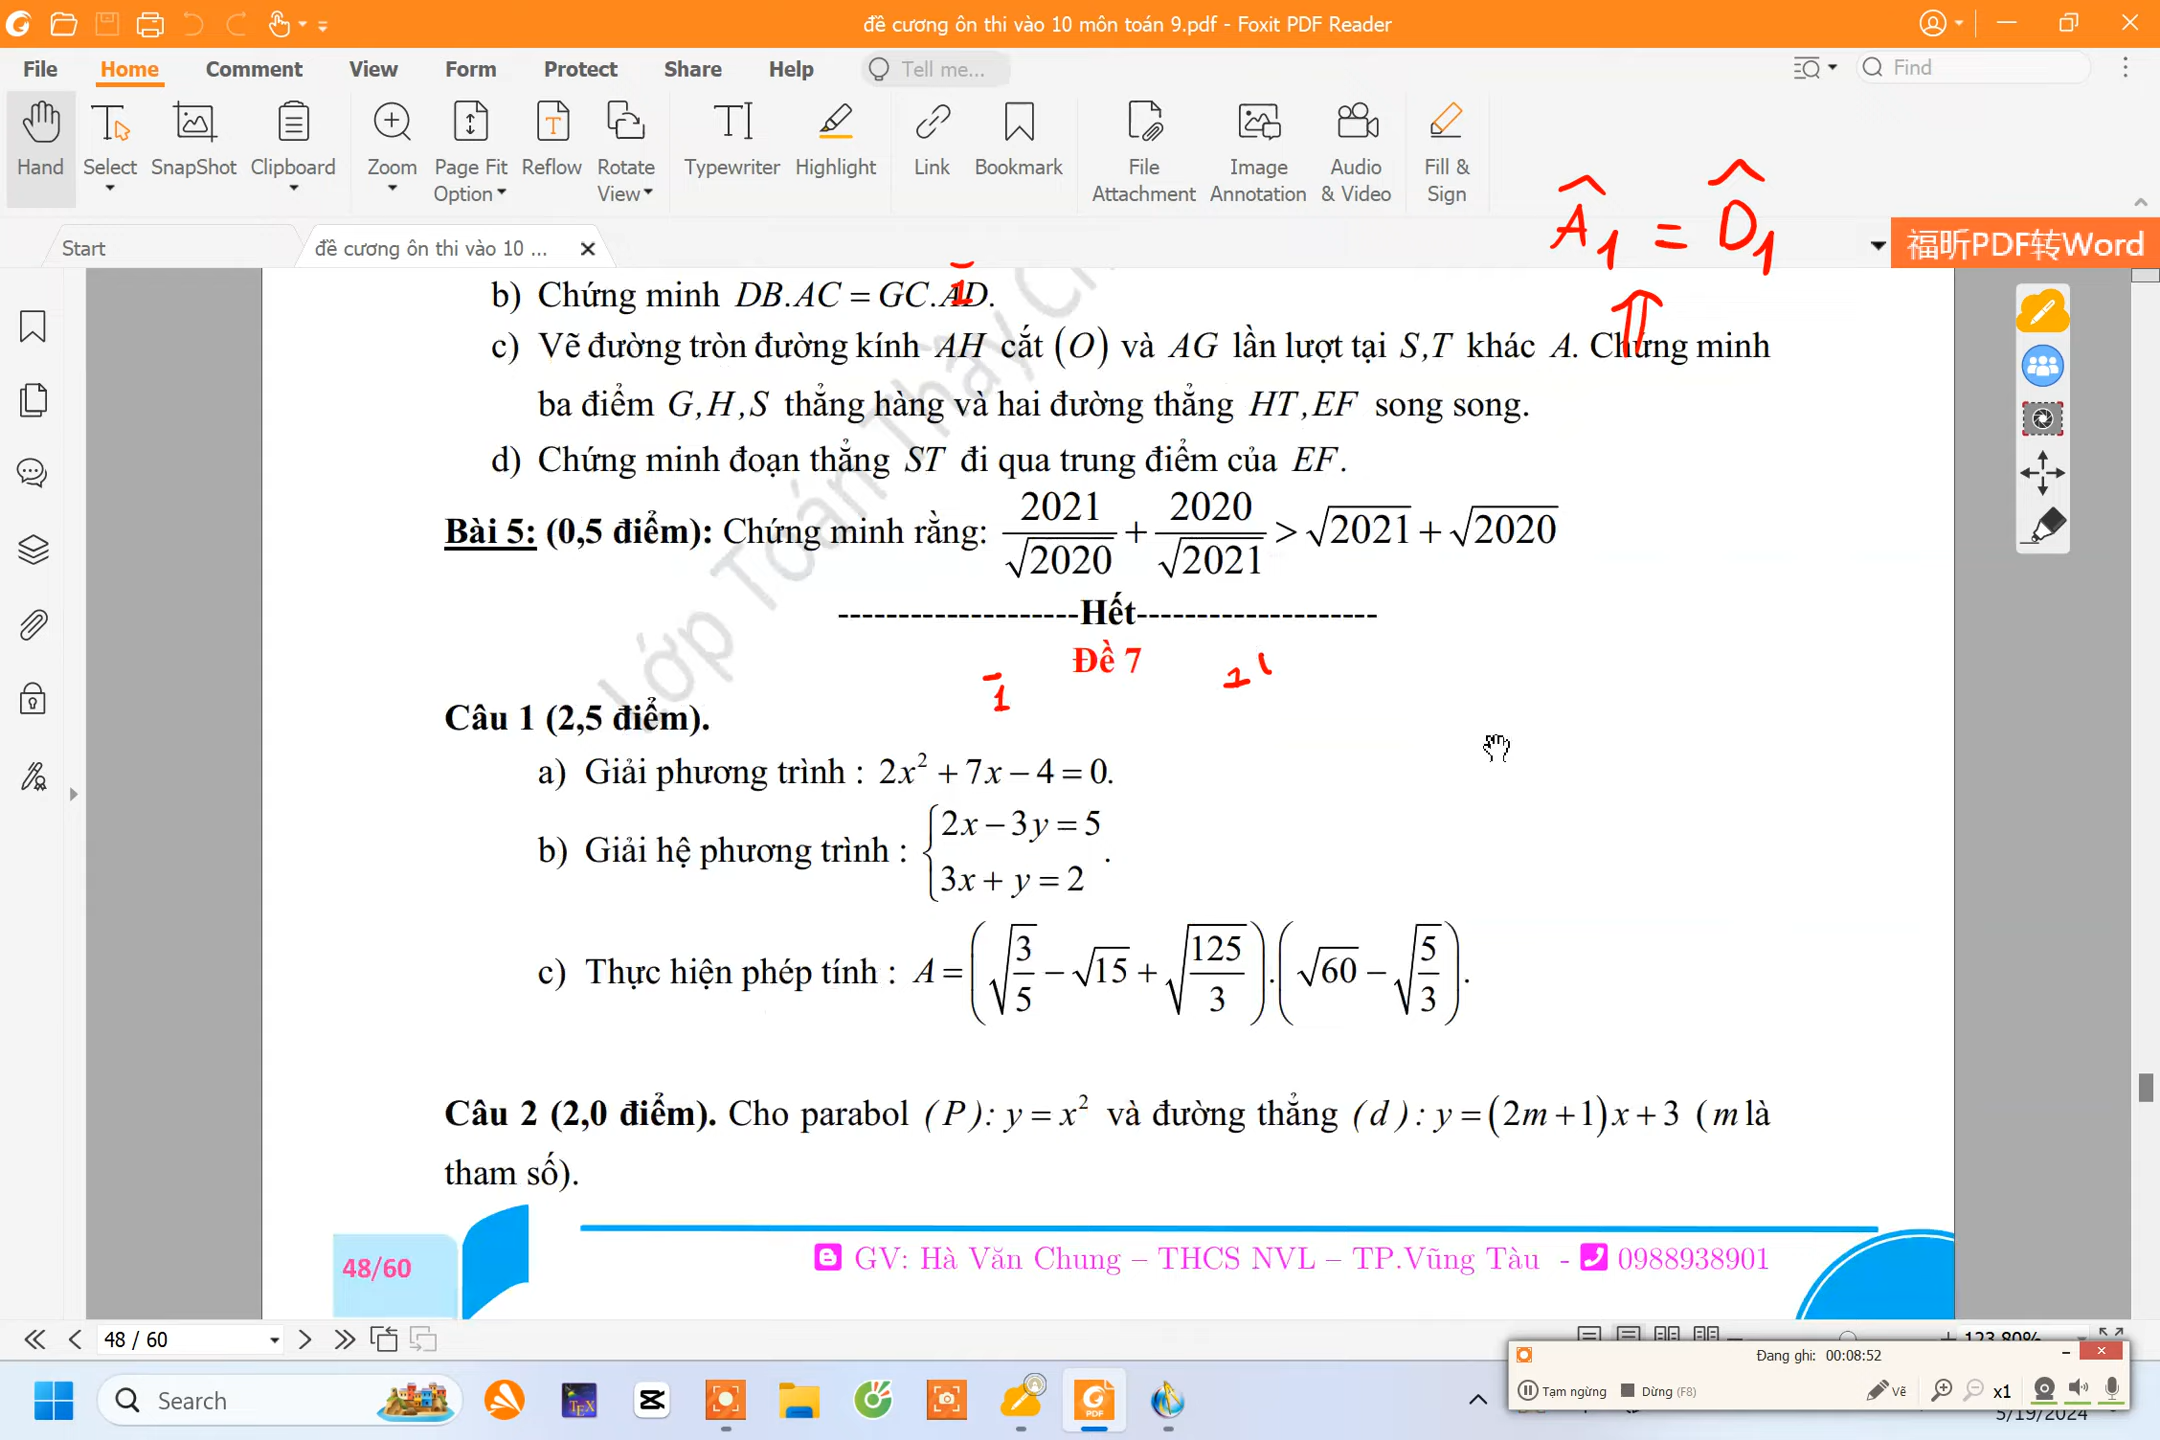 đề cương ôn thi vào 10 môn toán 9.pdf - Foxit PDF Reader
File Home Comment View Form Protect Share Help Tell me... Find
Hand Select SnapShot Clipboard Zoom Page Fit Option Reflow Rotate View Typewriter Highlight Link Bookmark File Attachment Image Annotation Audio & Video Fill & Sign
Â₁ = D̂₁
⇑
Start
đề cương ôn thi vào 10 ...
福昕PDF转Word
b) Chứng minh DB.AC = GC.AD.
c) Vẽ đường tròn đường kính AH cắt (O) và AG lần lượt tại S,T khác A. Chứng minh
ba điểm G,H,S thẳng hàng và hai đường thẳng HT,EF song song.
d) Chứng minh đoạn thẳng ST đi qua trung điểm của EF.
Bài 5: (0,5 điểm): Chứng minh rằng: 2021/√2020 + 2020/√2021 > √2021 + √2020
--------------------Hết--------------------
Đề 7
Câu 1 (2,5 điểm).
a) Giải phương trình : 2x² + 7x − 4 = 0.
b) Giải hệ phương trình : { 2x − 3y = 5
3x + y = 2 .
c) Thực hiện phép tính : A = (√(3/5) − √15 + √(125/3)).(√60 − √(5/3)).
Câu 2 (2,0 điểm). Cho parabol (P): y = x² và đường thẳng (d): y = (2m+1)x + 3 (m là
tham số).
48/60
GV: Hà Văn Chung – THCS NVL – TP.Vũng Tàu - 0988938901
48 / 60
123.80%
Đang ghi: 00:08:52
Tạm ngừng Dừng (F8) Vẽ x1
Search
5/19/2024